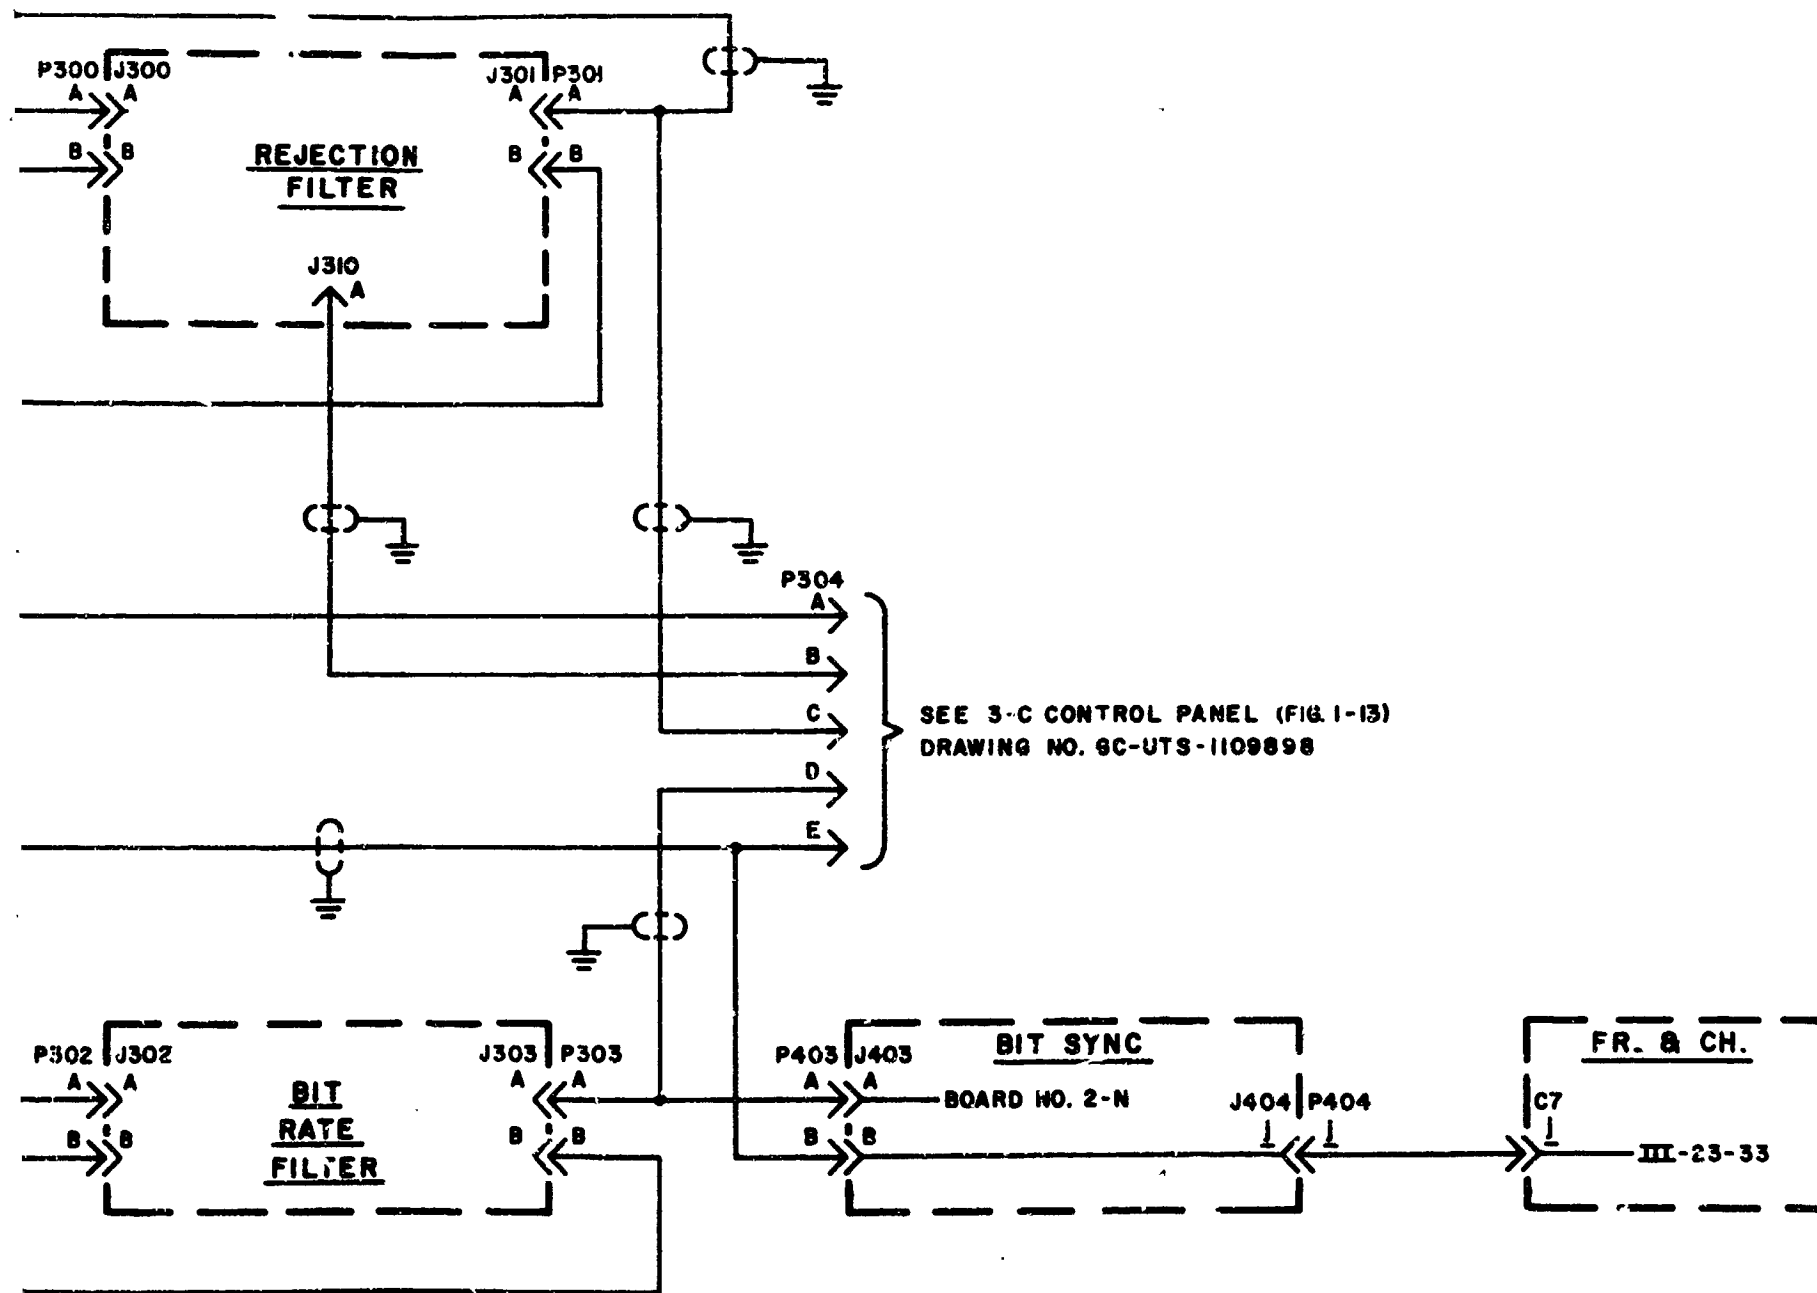 P300 J300
A A
B B
REJECTION
FILTER
J301 P301
A A
B B
J310
A
P304
A
B
C
D
E
SEE 3-C CONTROL PANEL (FIG. 1-13)
DRAWING NO. GC-UTS-1109898
P302 J302
A A
B B
BIT
RATE
FILTER
J303 P303
A A
B B
P403 J403
A A
B B
BIT SYNC
BOARD NO. 2-N
J404 P404
J J
FR. & CH.
C7
J
III-23-33